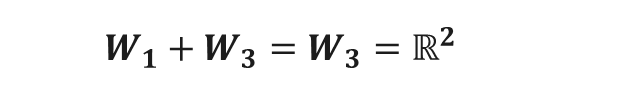 W₁ + W₃ = W₃ = ℝ²